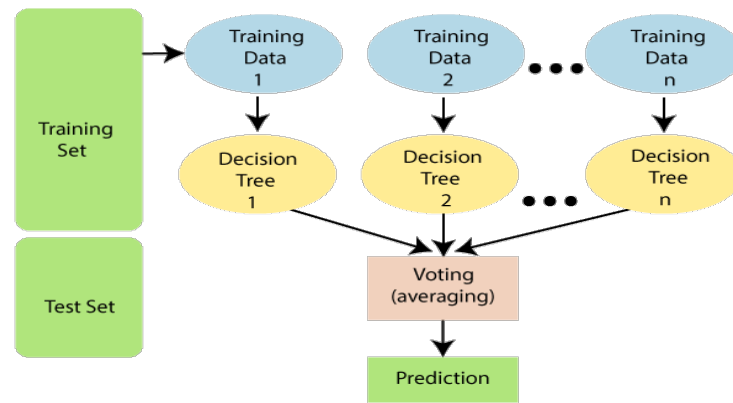 Training
Set
Test Set
Training
Data
1
Training
Data
2
Training
Data
n
Decision
Tree
1
Decision
Tree
2
Decision
Tree
n
Voting
(averaging)
Prediction